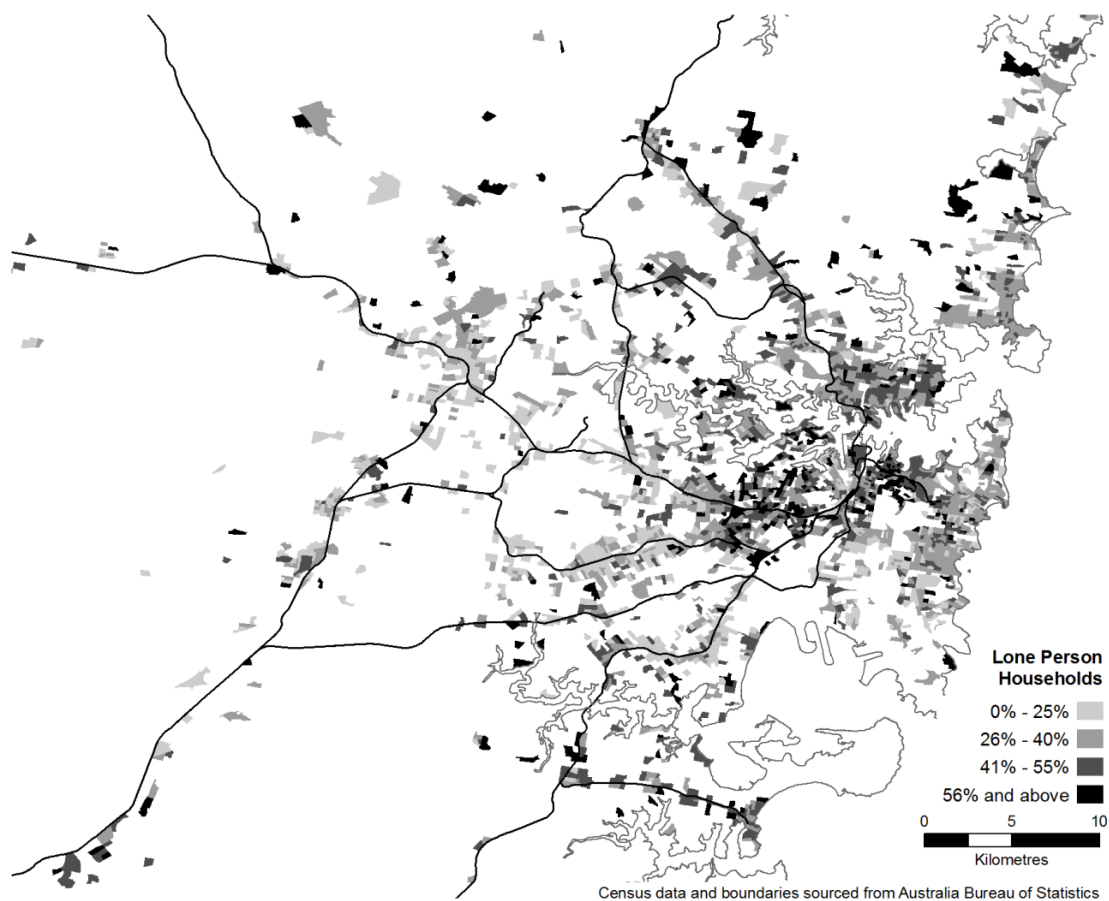 Lone Person
Households
0% - 25%
26% - 40%
41% - 55%
56% and above
0 5 10
Kilometres
Census data and boundaries sourced from Australia Bureau of Statistics